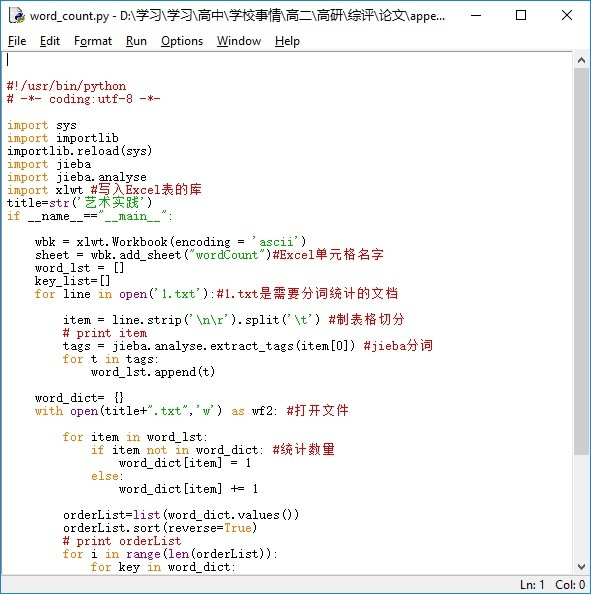 word_count.py - D:\学习\学习\高中\学校事情\高二\高研\综评\论文\appe...
File Edit Format Run Options Window Help
#!/usr/bin/python
# -*- coding:utf-8 -*-
import sys
import importlib
importlib.reload(sys)
import jieba
import jieba.analyse
import xlwt #写入Excel表的库
title=str('艺术实践')
if __name__=="__main__":
    wbk = xlwt.Workbook(encoding = 'ascii')
    sheet = wbk.add_sheet("wordCount")#Excel单元格名字
    word_lst = []
    key_list=[]
    for line in open('1.txt'):#1.txt是需要分词统计的文档
        item = line.strip('\n\r').split('\t') #制表格切分
        # print item
        tags = jieba.analyse.extract_tags(item[0]) #jieba分词
        for t in tags:
            word_lst.append(t)
    word_dict= {}
    with open(title+".txt",'w') as wf2: #打开文件
        for item in word_lst:
            if item not in word_dict: #统计数量
                word_dict[item] = 1
            else:
                word_dict[item] += 1
        orderList=list(word_dict.values())
        orderList.sort(reverse=True)
        # print orderList
        for i in range(len(orderList)):
            for key in word_dict:
Ln: 1 Col: 0